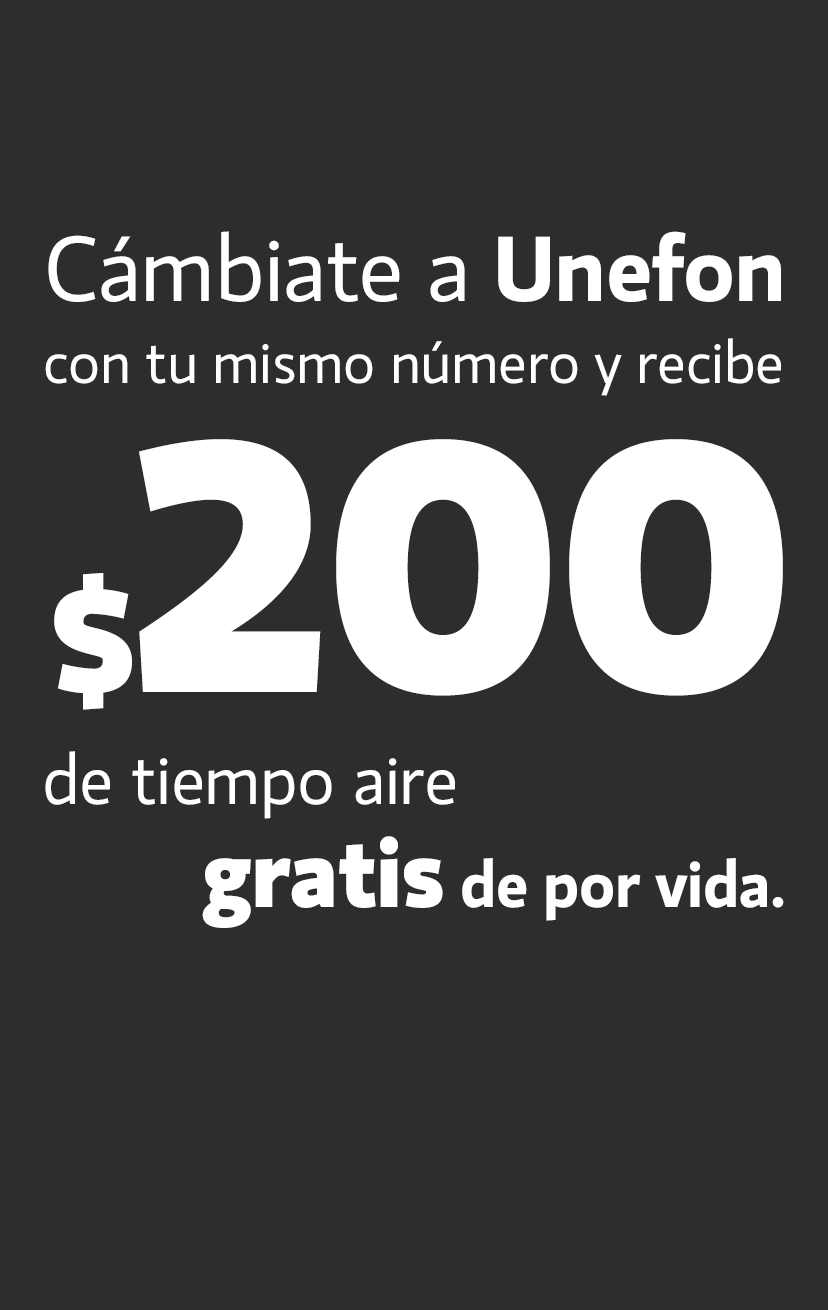 Cámbiate a Unefon
con tu mismo número y recibe
$200
de tiempo aire
gratis de por vida.